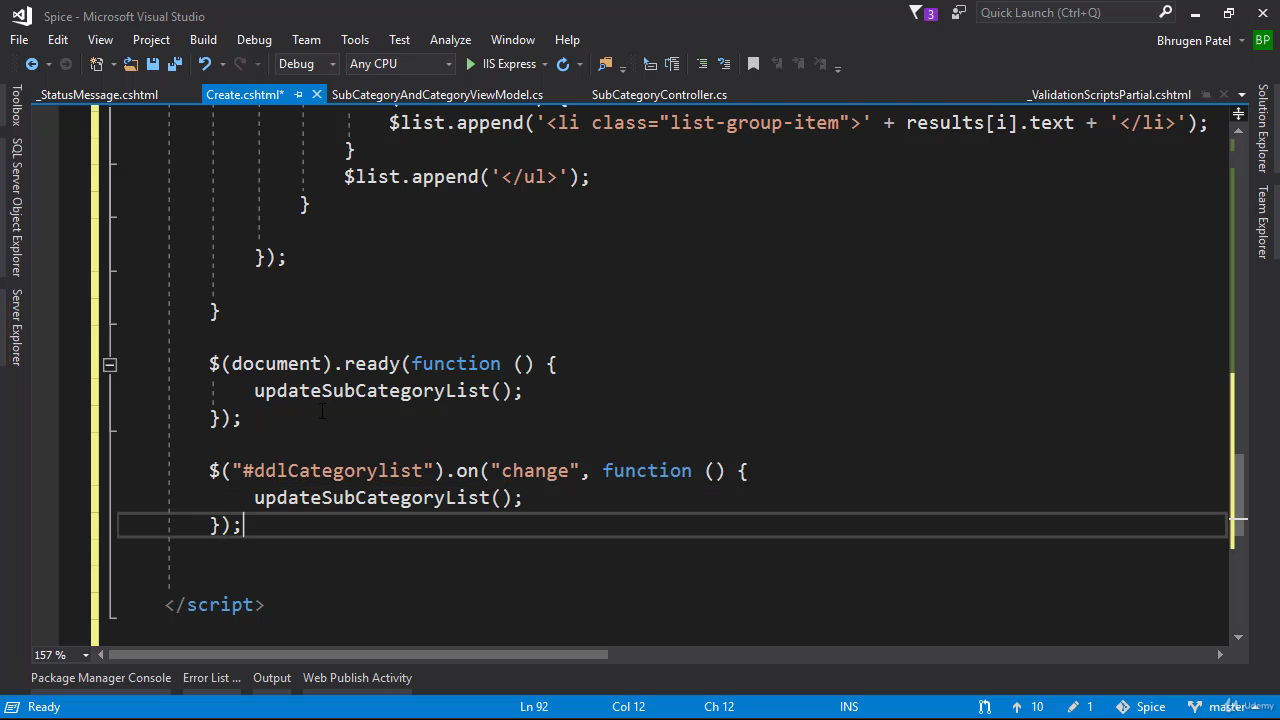 Spice - Microsoft Visual Studio
3
Quick Launch (Ctrl+Q)
File Edit View Project Build Debug Team Tools Test Analyze Window Help
Bhrugen Patel BP
Debug Any CPU IIS Express
_StatusMessage.cshtml Create.cshtml* SubCategoryAndCategoryViewModel.cs SubCategoryController.cs _ValidationScriptsPartial.cshtml
Toolbox
SQL Server Object Explorer
Server Explorer
Solution Explorer
Team Explorer
$list.append('<li class="list-group-item">' + results[i].text + '</li>');
}
$list.append('</ul>');
}
});
}
$(document).ready(function () {
updateSubCategoryList();
});
$("#ddlCategorylist").on("change", function () {
updateSubCategoryList();
});
</script>
157 %
Package Manager Console Error List ... Output Web Publish Activity
Ready Ln 92 Col 12 Ch 12 INS 10 1 Spice master
Udemy